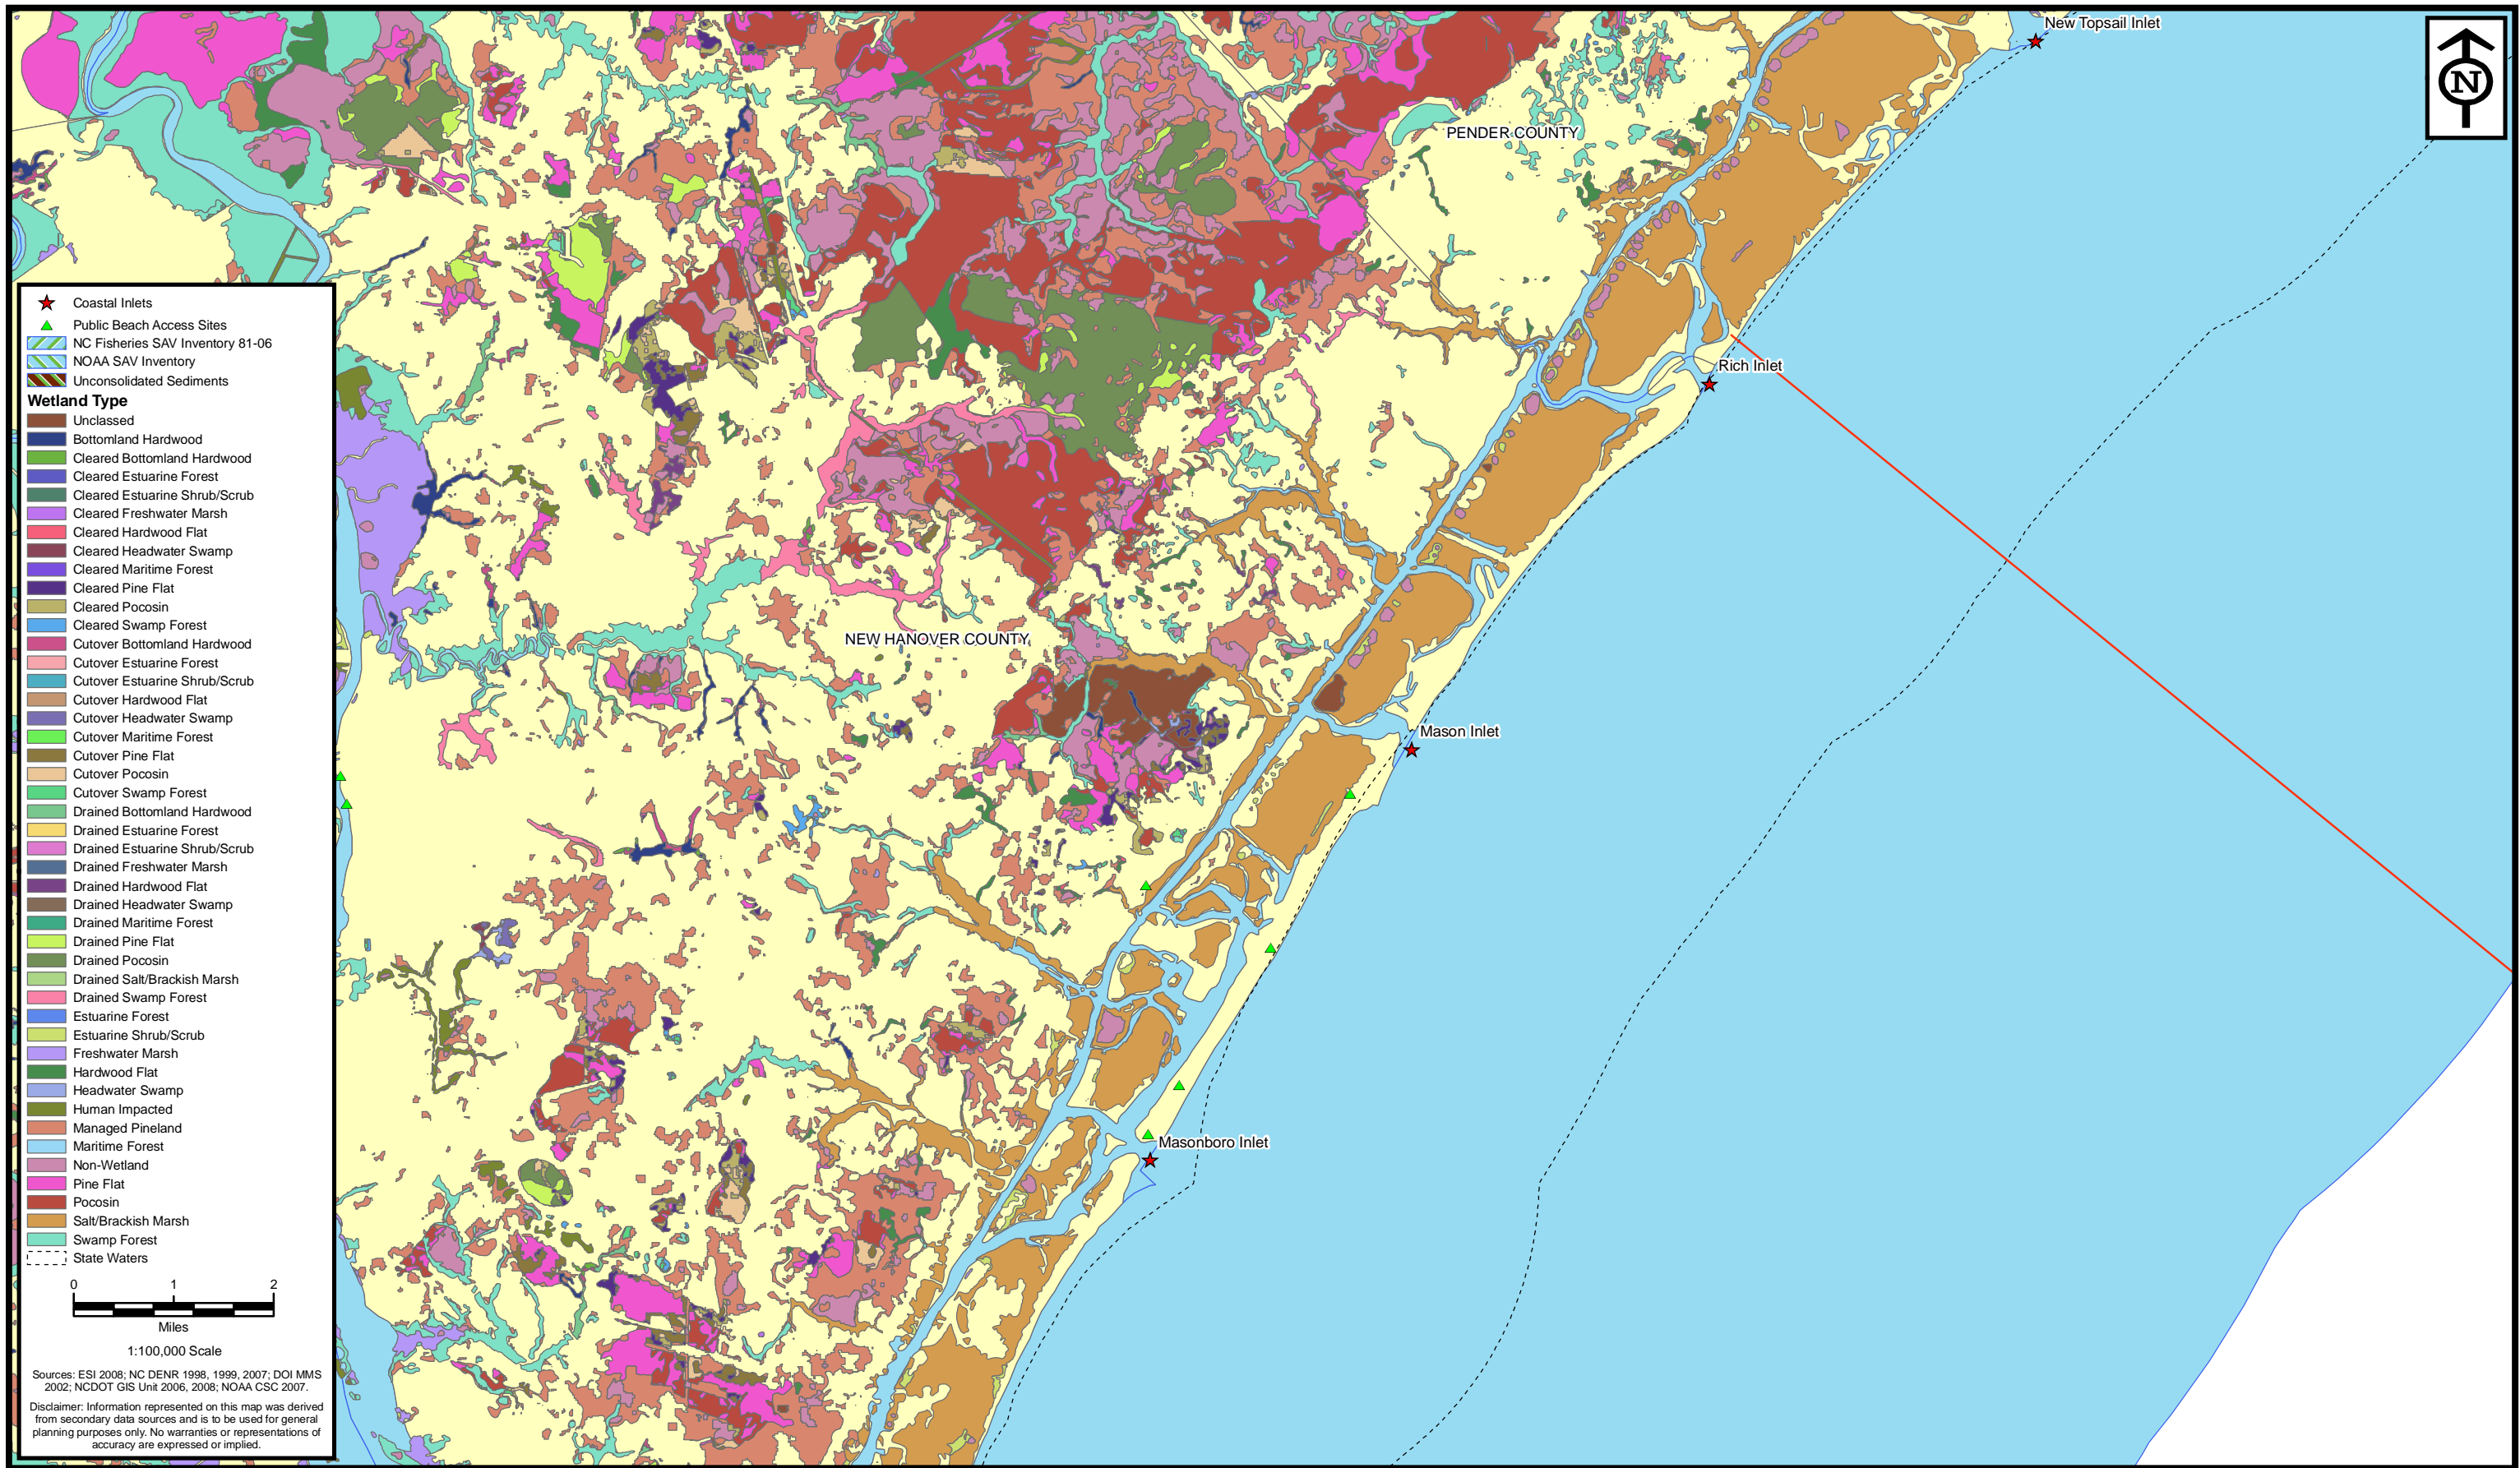 New Topsail Inlet
N
PENDER COUNTY
Rich Inlet
NEW HANOVER COUNTY
Mason Inlet
Masonboro Inlet
Coastal Inlets
Public Beach Access Sites
NC Fisheries SAV Inventory 81-06
NOAA SAV Inventory
Unconsolidated Sediments
Wetland Type
Unclassed
Bottomland Hardwood
Cleared Bottomland Hardwood
Cleared Estuarine Forest
Cleared Estuarine Shrub/Scrub
Cleared Freshwater Marsh
Cleared Hardwood Flat
Cleared Headwater Swamp
Cleared Maritime Forest
Cleared Pine Flat
Cleared Pocosin
Cleared Swamp Forest
Cutover Bottomland Hardwood
Cutover Estuarine Forest
Cutover Estuarine Shrub/Scrub
Cutover Hardwood Flat
Cutover Headwater Swamp
Cutover Maritime Forest
Cutover Pine Flat
Cutover Pocosin
Cutover Swamp Forest
Drained Bottomland Hardwood
Drained Estuarine Forest
Drained Estuarine Shrub/Scrub
Drained Freshwater Marsh
Drained Hardwood Flat
Drained Headwater Swamp
Drained Maritime Forest
Drained Pine Flat
Drained Pocosin
Drained Salt/Brackish Marsh
Drained Swamp Forest
Estuarine Forest
Estuarine Shrub/Scrub
Freshwater Marsh
Hardwood Flat
Headwater Swamp
Human Impacted
Managed Pineland
Maritime Forest
Non-Wetland
Pine Flat
Pocosin
Salt/Brackish Marsh
Swamp Forest
State Waters
0 1 2
Miles
1:100,000 Scale
Sources: ESI 2008; NC DENR 1998, 1999, 2007; DOI MMS
2002; NCDOT GIS Unit 2006, 2008; NOAA CSC 2007.
Disclaimer: Information represented on this map was derived
from secondary data sources and is to be used for general
planning purposes only. No warranties or representations of
accuracy are expressed or implied.